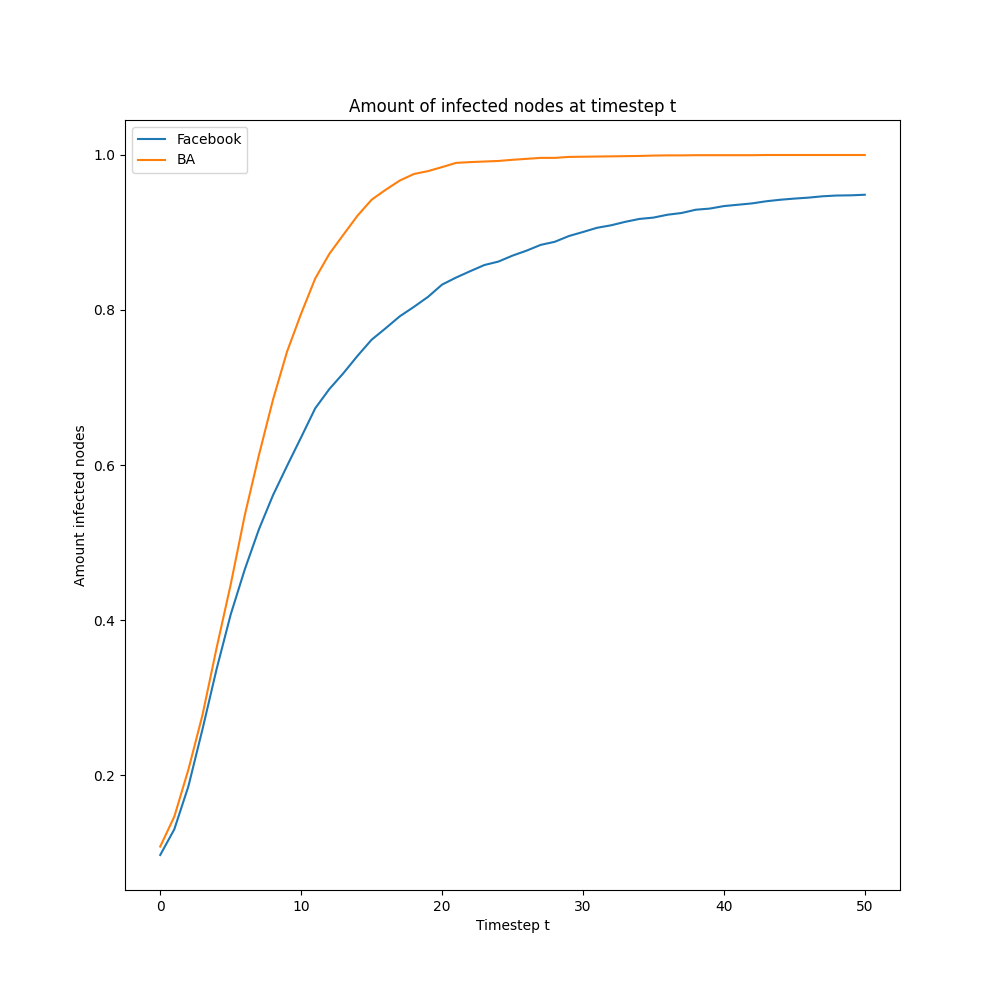 Amount of infected nodes at timestep t
Facebook
BA
1.0
0.8
0.6
0.4
0.2
Amount infected nodes
0 10 20 30 40 50
Timestep t